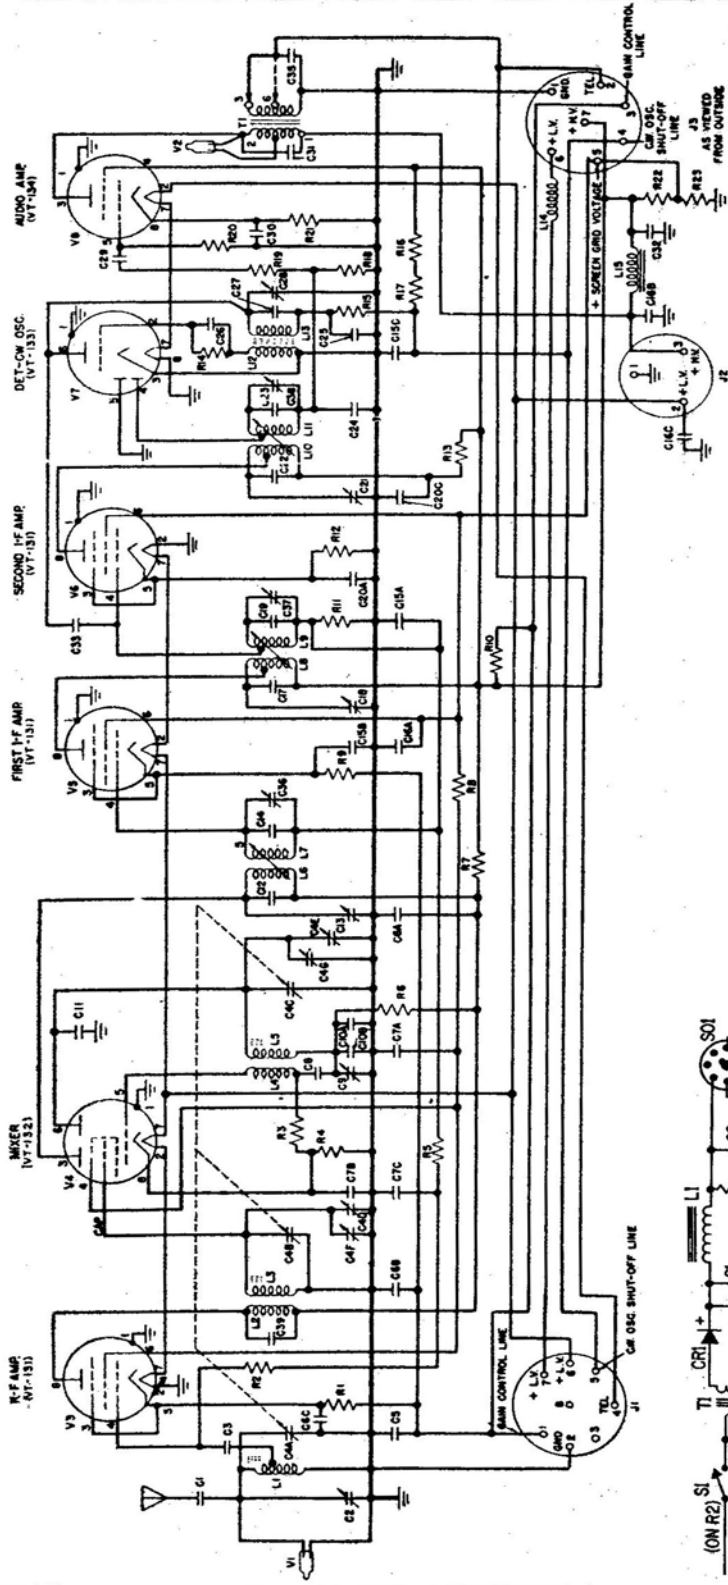 R-F AMP.
MIXER
(VT-132)
FIRST I-F AMP.
(VT-131)
SECOND I-F AMP.
(VT-131)
DET-CW OSC.
(VT-133)
AUDIO AMP.
(VT-134)
V3
V4
V5
V6
V7
V8
CAP
C11
C33
C29
V2
T1
C31
C35
C1
C3
R2
L1
C4A
C6C
R1
C2
V1
C5
L2
C39
L3
C4B
C4F
C4D
C6B
C7B
C7C
R3
R4
R5
L4
L5
C8
C9
C10A
C10B
C7A
R6
C4C
C4G
C4E
C13
C8A
C12
L6
L7
C14
C36
R9
C15B
C16A
R7
R8
C17
L8
L9
C18
C19
C37
R11
C15A
R10
R12
C20A
C21
C20C
R13
L10
L11
C38
C24
R14
C26
L12
L13
C27
C28
C25
R15
C15C
R16
R17
R18
R19
R20
C30
R21
GAIN CONTROL LINE
+ L.V.
+ L.V.
GND
TEL
J1
C.W. OSC. SHUT-OFF LINE
L14
+ SCREEN GRID VOLTAGE
+ L.V.
+ H.V.
GND.
TEL.
GAIN CONTROL
LINE
C.W. OSC.
SHUT-OFF
LINE
J3
AS VIEWED
FROM OUTSIDE
R22
R23
L15
C32
C16B
C16C
+ L.V.
+ H.V.
J2
S1
(ON R2)
T1
CR1
+
L1
SO1